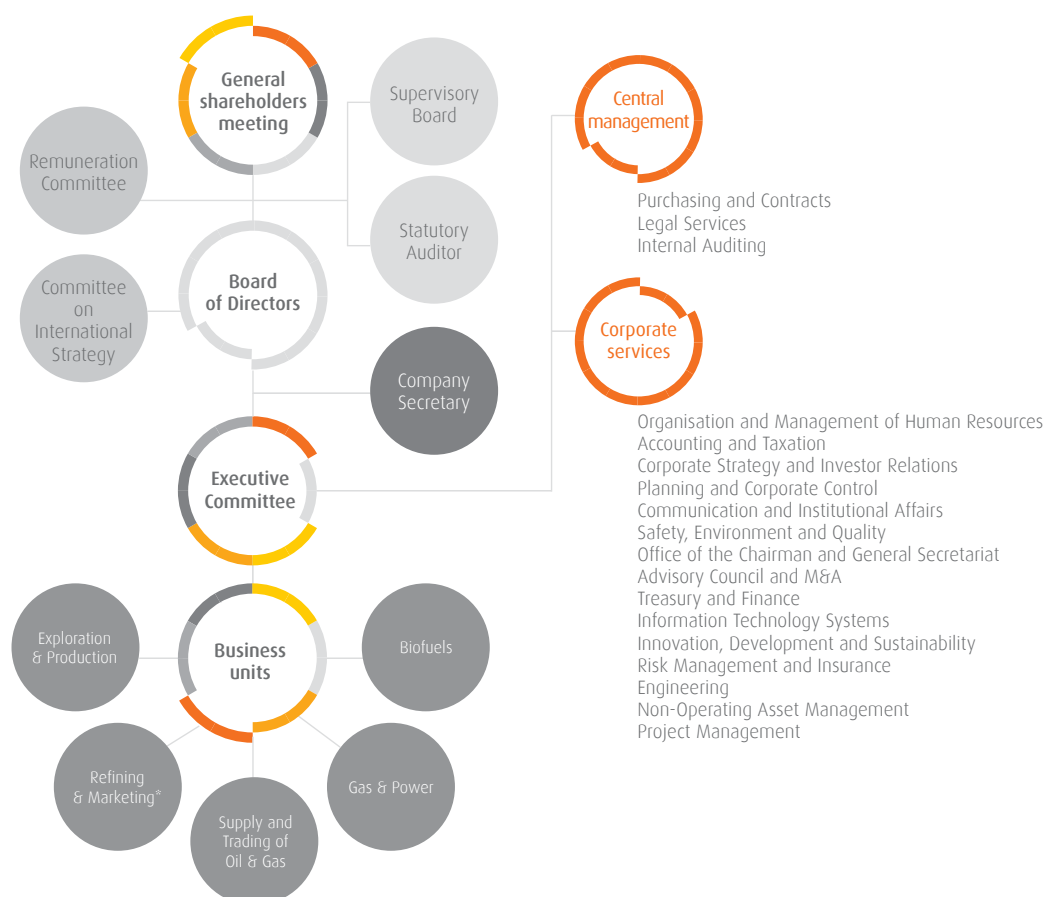 General
shareholders
meeting
Supervisory
Board
Remuneration
Committee
Statutory
Auditor
Board
of Directors
Committee
on
International
Strategy
Company
Secretary
Executive
Committee
Business
units
Exploration
& Production
Biofuels
Refining
& Marketing*
Gas & Power
Supply and
Trading of
Oil & Gas
Central
management
Purchasing and Contracts
Legal Services
Internal Auditing
Corporate
services
Organisation and Management of Human Resources
Accounting and Taxation
Corporate Strategy and Investor Relations
Planning and Corporate Control
Communication and Institutional Affairs
Safety, Environment and Quality
Office of the Chairman and General Secretariat
Advisory Council and M&A
Treasury and Finance
Information Technology Systems
Innovation, Development and Sustainability
Risk Management and Insurance
Engineering
Non-Operating Asset Management
Project Management